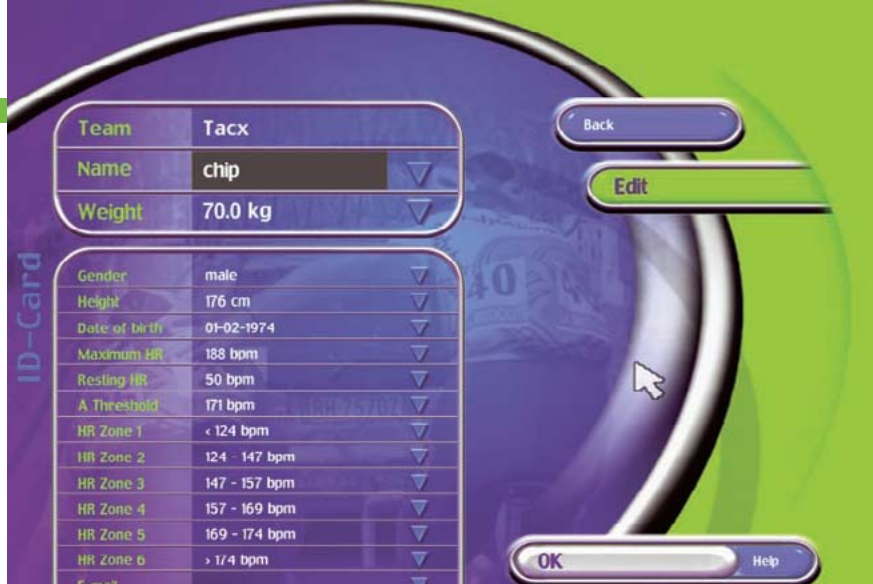 Team Tacx
Name chip
Weight 70.0 kg
Back
Edit
ID-Card
Gender male
Height 176 cm
Date of birth 01-02-1974
Maximum HR 188 bpm
Resting HR 50 bpm
A Threshold 171 bpm
HR Zone 1 < 124 bpm
HR Zone 2 124 - 147 bpm
HR Zone 3 147 - 157 bpm
HR Zone 4 157 - 169 bpm
HR Zone 5 169 - 174 bpm
HR Zone 6 > 174 bpm
E-mail
40
OK Help